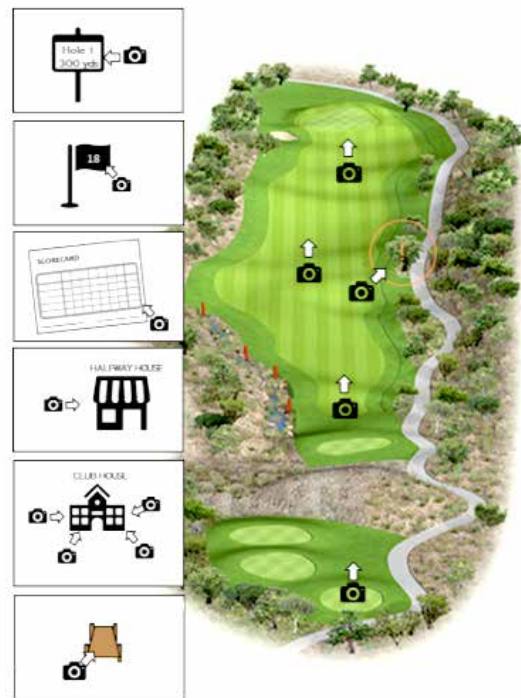 Hole 1
300 yds
18
SCORECARD
HALFWAY HOUSE
CLUB HOUSE